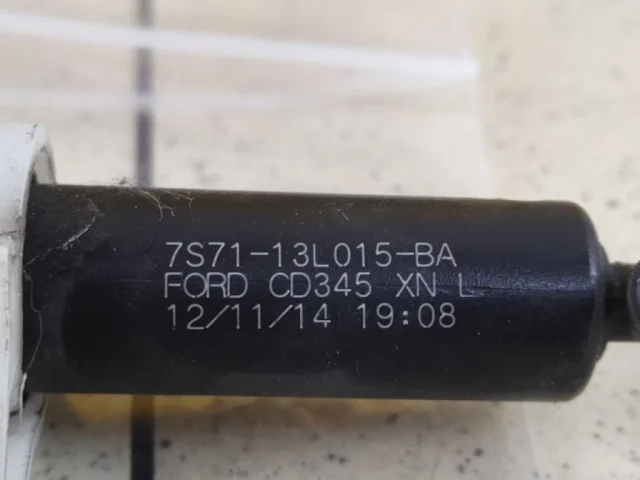 7S71-13L015-BA
FORD CD345 XN L
12/11/14 19:08